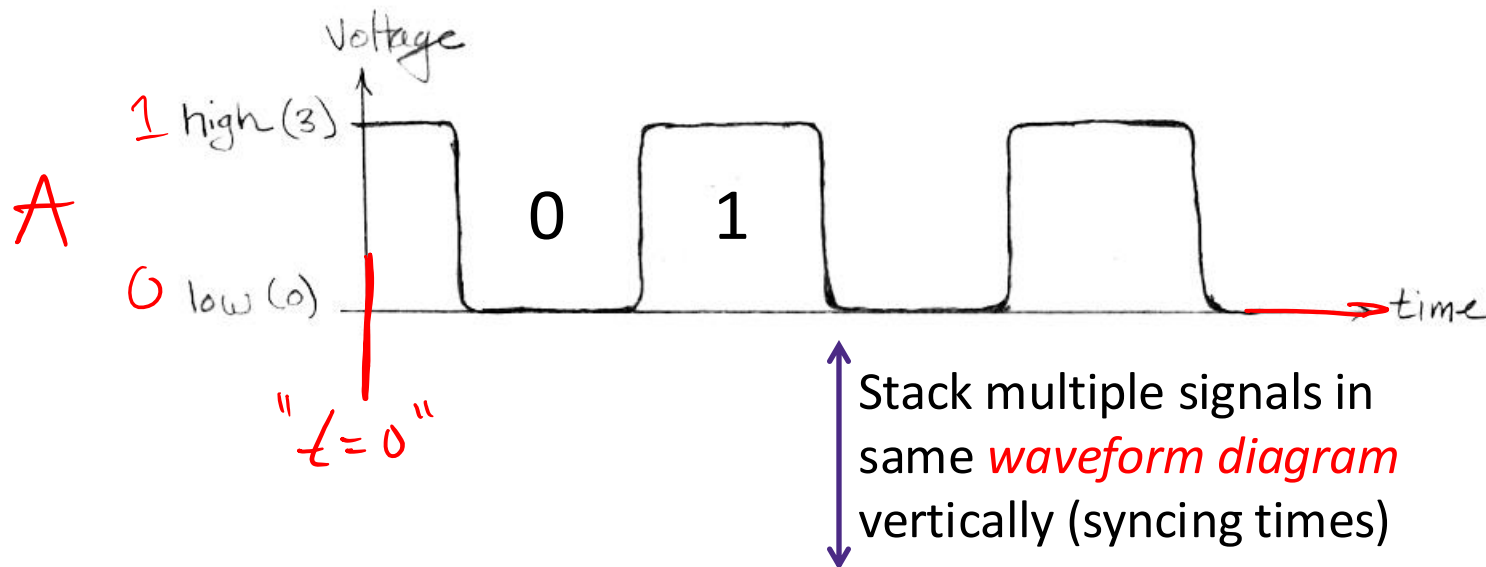 Voltage
1 high (3)
A
0 1
0 low (0)
time
"t=0"
Stack multiple signals in
same waveform diagram
vertically (syncing times)